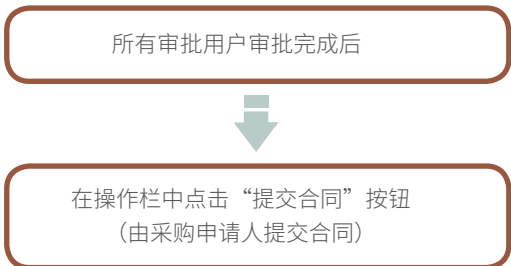 所有审批用户审批完成后
在操作栏中点击“提交合同”按钮
（由采购申请人提交合同）